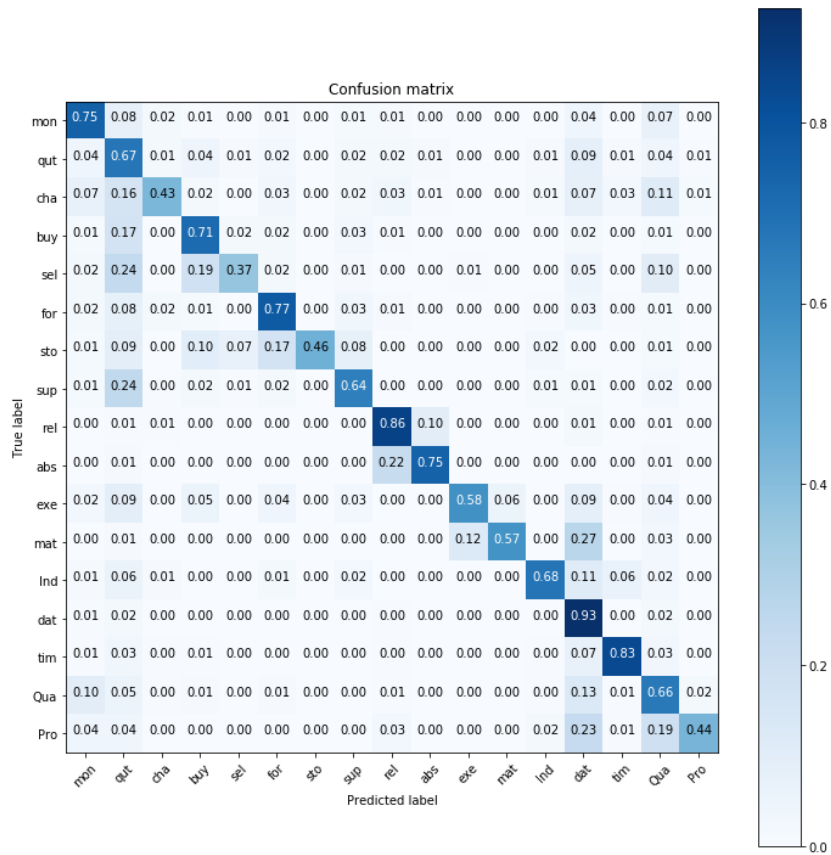 Confusion matrix
mon 0.75 0.08 0.02 0.01 0.00 0.01 0.00 0.01 0.01 0.00 0.00 0.00 0.00 0.04 0.00 0.07 0.00
qut 0.04 0.67 0.01 0.04 0.01 0.02 0.00 0.02 0.02 0.01 0.00 0.00 0.01 0.09 0.01 0.04 0.01
cha 0.07 0.16 0.43 0.02 0.00 0.03 0.00 0.02 0.03 0.01 0.00 0.00 0.01 0.07 0.03 0.11 0.01
buy 0.01 0.17 0.00 0.71 0.02 0.02 0.00 0.03 0.01 0.00 0.00 0.00 0.00 0.02 0.00 0.01 0.00
sel 0.02 0.24 0.00 0.19 0.37 0.02 0.00 0.01 0.00 0.00 0.01 0.00 0.00 0.05 0.00 0.10 0.00
for 0.02 0.08 0.02 0.01 0.00 0.77 0.00 0.03 0.01 0.00 0.00 0.00 0.00 0.03 0.00 0.01 0.00
sto 0.01 0.09 0.00 0.10 0.07 0.17 0.46 0.08 0.00 0.00 0.00 0.00 0.02 0.00 0.00 0.01 0.00
sup 0.01 0.24 0.00 0.02 0.01 0.02 0.00 0.64 0.00 0.00 0.00 0.00 0.01 0.01 0.00 0.02 0.00
rel 0.00 0.01 0.01 0.00 0.00 0.00 0.00 0.00 0.86 0.10 0.00 0.00 0.00 0.01 0.00 0.01 0.00
abs 0.00 0.01 0.00 0.00 0.00 0.00 0.00 0.00 0.22 0.75 0.00 0.00 0.00 0.00 0.00 0.01 0.00
exe 0.02 0.09 0.00 0.05 0.00 0.04 0.00 0.03 0.00 0.00 0.58 0.06 0.00 0.09 0.00 0.04 0.00
mat 0.00 0.01 0.00 0.00 0.00 0.00 0.00 0.00 0.00 0.00 0.12 0.57 0.00 0.27 0.00 0.03 0.00
Ind 0.01 0.06 0.01 0.00 0.00 0.01 0.00 0.02 0.00 0.00 0.00 0.00 0.68 0.11 0.06 0.02 0.00
dat 0.01 0.02 0.00 0.00 0.00 0.00 0.00 0.00 0.00 0.00 0.00 0.00 0.00 0.93 0.00 0.02 0.00
tim 0.01 0.03 0.00 0.01 0.00 0.00 0.00 0.00 0.00 0.00 0.00 0.00 0.00 0.07 0.83 0.03 0.00
Qua 0.10 0.05 0.00 0.01 0.00 0.01 0.00 0.00 0.01 0.00 0.00 0.00 0.00 0.13 0.01 0.66 0.02
Pro 0.04 0.04 0.00 0.00 0.00 0.00 0.00 0.00 0.03 0.00 0.00 0.00 0.02 0.23 0.01 0.19 0.44
mon qut cha buy sel for sto sup rel abs exe mat Ind dat tim Qua Pro
True label
Predicted label
0.8
0.6
0.4
0.2
0.0